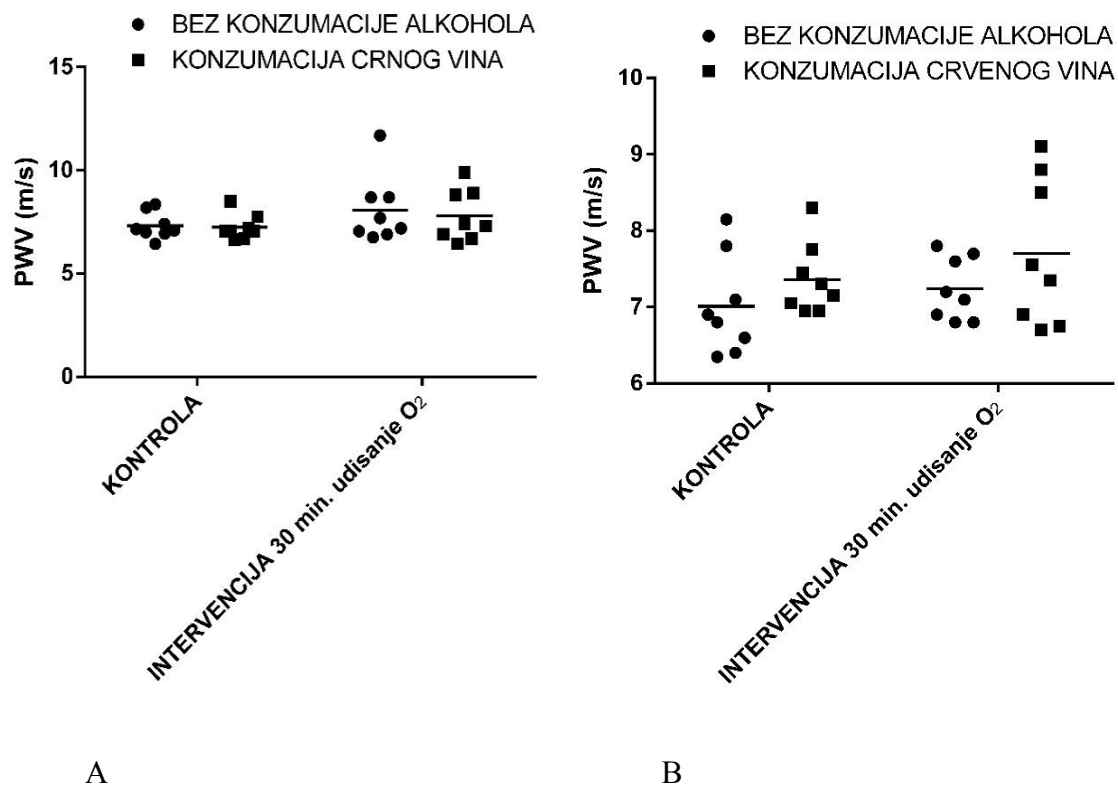 BEZ KONZUMACIJE ALKOHOLA
KONZUMACIJA CRNOG VINA
15
10
5
0
PWV (m/s)
KONTROLA
INTERVENCIJA 30 min. udisanje O₂
A
BEZ KONZUMACIJE ALKOHOLA
KONZUMACIJA CRVENOG VINA
10
9
8
7
6
PWV (m/s)
KONTROLA
INTERVENCIJA 30 min. udisanje O₂
B